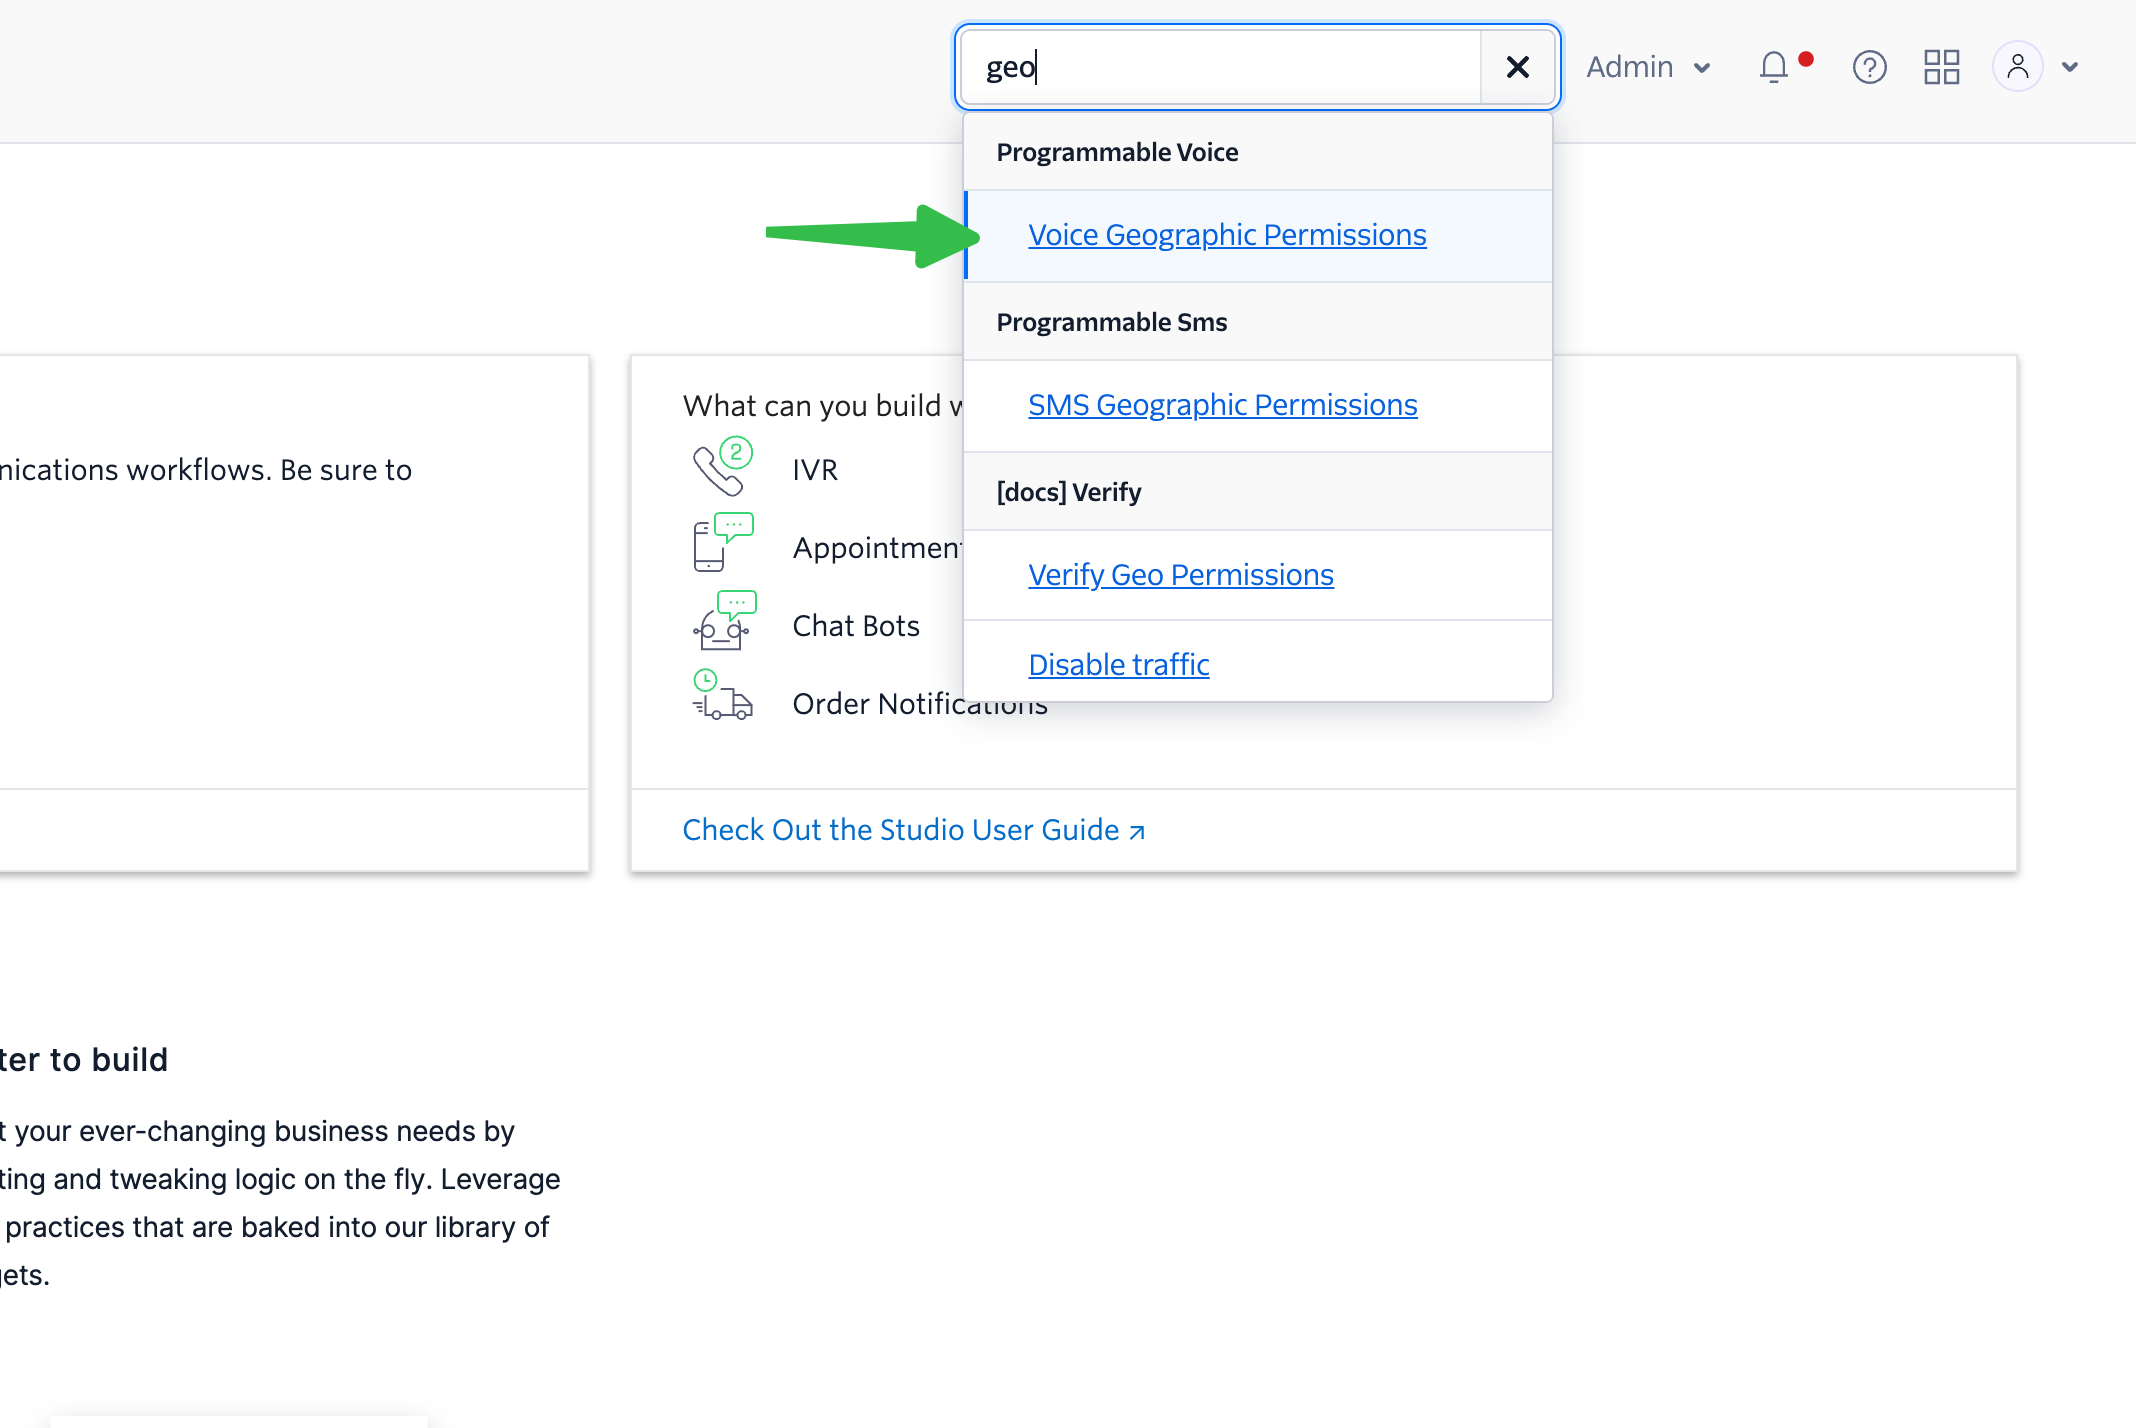 geo
Admin
Programmable Voice
Voice Geographic Permissions
Programmable Sms
SMS Geographic Permissions
[docs] Verify
Verify Geo Permissions
Disable traffic
nications workflows. Be sure to
What can you build w
2
IVR
Appointment
Chat Bots
Order Notifications
Check Out the Studio User Guide
ter to build
t your ever-changing business needs by
ting and tweaking logic on the fly. Leverage
practices that are baked into our library of
gets.